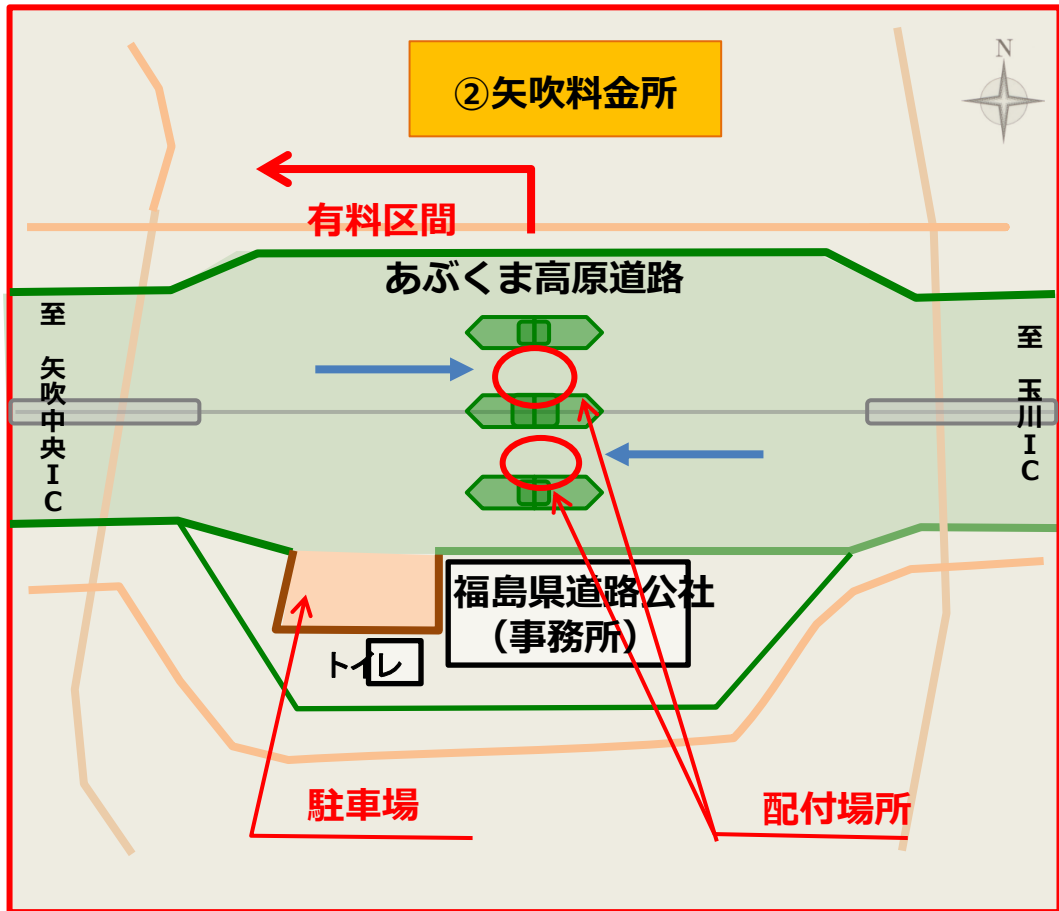 ②矢吹料金所
N
有料区間
あぶくま高原道路
至 矢吹中央IC
至 玉川IC
福島県道路公社
（事務所）
トイレ
駐車場
配付場所